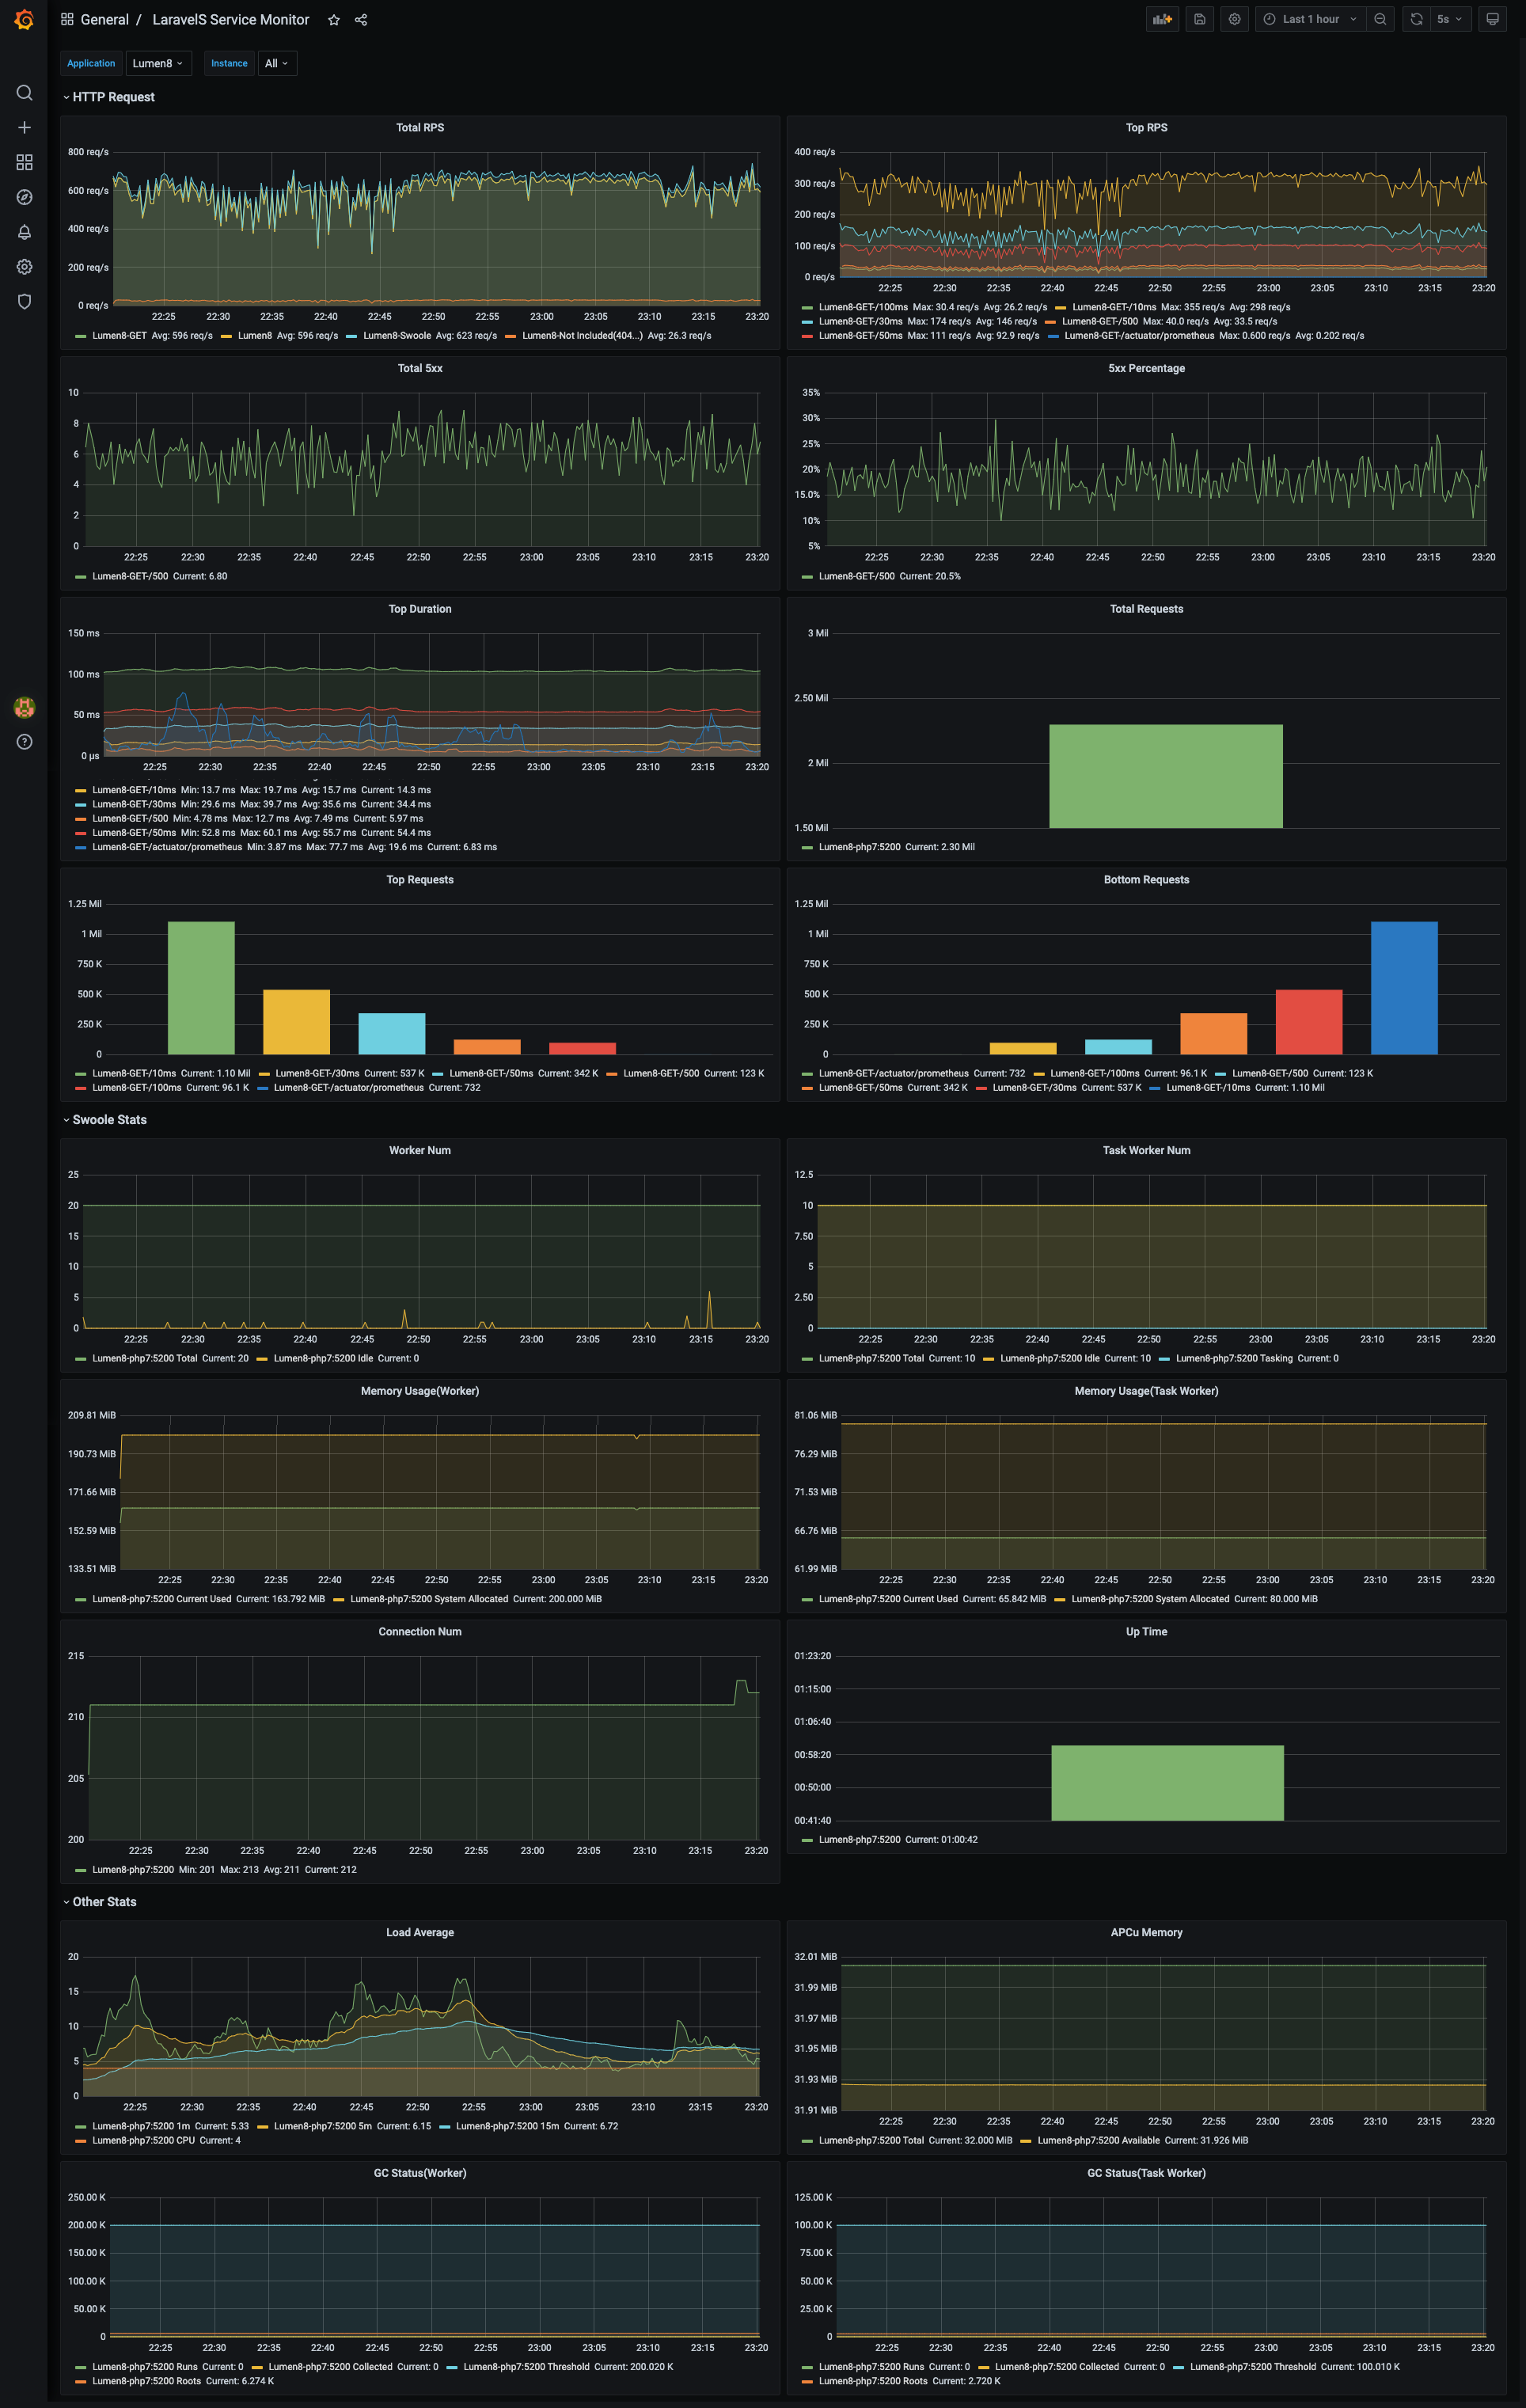 General / LaravelS Service Monitor
Last 1 hour
5s
Application Lumen8 Instance All
HTTP Request
Total RPS
800 req/s
600 req/s
400 req/s
200 req/s
0 req/s
22:25 22:30 22:35 22:40 22:45 22:50 22:55 23:00 23:05 23:10 23:15 23:20
Lumen8-GET Avg: 596 req/s Lumen8 Avg: 596 req/s Lumen8-Swoole Avg: 623 req/s Lumen8-Not Included(404...) Avg: 26.3 req/s
Top RPS
400 req/s
300 req/s
200 req/s
100 req/s
0 req/s
22:25 22:30 22:35 22:40 22:45 22:50 22:55 23:00 23:05 23:10 23:15 23:20
Lumen8-GET-/100ms Max: 30.4 req/s Avg: 26.2 req/s Lumen8-GET-/10ms Max: 355 req/s Avg: 298 req/s
Lumen8-GET-/30ms Max: 174 req/s Avg: 146 req/s Lumen8-GET-/500 Max: 40.0 req/s Avg: 33.5 req/s
Lumen8-GET-/50ms Max: 111 req/s Avg: 92.9 req/s Lumen8-GET-/actuator/prometheus Max: 0.600 req/s Avg: 0.202 req/s
Total 5xx
10
8
6
4
2
0
22:25 22:30 22:35 22:40 22:45 22:50 22:55 23:00 23:05 23:10 23:15 23:20
Lumen8-GET-/500 Current: 6.80
5xx Percentage
35%
30%
25%
20%
15.0%
10%
5%
22:25 22:30 22:35 22:40 22:45 22:50 22:55 23:00 23:05 23:10 23:15 23:20
Lumen8-GET-/500 Current: 20.5%
Top Duration
150 ms
100 ms
50 ms
0 µs
22:25 22:30 22:35 22:40 22:45 22:50 22:55 23:00 23:05 23:10 23:15 23:20
Lumen8-GET-/10ms Min: 13.7 ms Max: 19.7 ms Avg: 15.7 ms Current: 14.3 ms
Lumen8-GET-/30ms Min: 29.6 ms Max: 39.7 ms Avg: 35.6 ms Current: 34.4 ms
Lumen8-GET-/500 Min: 4.78 ms Max: 12.7 ms Avg: 7.49 ms Current: 5.97 ms
Lumen8-GET-/50ms Min: 52.8 ms Max: 60.1 ms Avg: 55.7 ms Current: 54.4 ms
Lumen8-GET-/actuator/prometheus Min: 3.87 ms Max: 77.7 ms Avg: 19.6 ms Current: 6.83 ms
Total Requests
3 Mil
2.50 Mil
2 Mil
1.50 Mil
Lumen8-php7:5200 Current: 2.30 Mil
Top Requests
1.25 Mil
1 Mil
750 K
500 K
250 K
0
Lumen8-GET-/10ms Current: 1.10 Mil Lumen8-GET-/30ms Current: 537 K Lumen8-GET-/50ms Current: 342 K Lumen8-GET-/500 Current: 123 K
Lumen8-GET-/100ms Current: 96.1 K Lumen8-GET-/actuator/prometheus Current: 732
Bottom Requests
1.25 Mil
1 Mil
750 K
500 K
250 K
0
Lumen8-GET-/actuator/prometheus Current: 732 Lumen8-GET-/100ms Current: 96.1 K Lumen8-GET-/500 Current: 123 K
Lumen8-GET-/50ms Current: 342 K Lumen8-GET-/30ms Current: 537 K Lumen8-GET-/10ms Current: 1.10 Mil
Swoole Stats
Worker Num
25
20
15
10
5
0
22:25 22:30 22:35 22:40 22:45 22:50 22:55 23:00 23:05 23:10 23:15 23:20
Lumen8-php7:5200 Total Current: 20 Lumen8-php7:5200 Idle Current: 0
Task Worker Num
12.5
10
7.50
5
2.50
0
22:25 22:30 22:35 22:40 22:45 22:50 22:55 23:00 23:05 23:10 23:15 23:20
Lumen8-php7:5200 Total Current: 10 Lumen8-php7:5200 Idle Current: 10 Lumen8-php7:5200 Tasking Current: 0
Memory Usage(Worker)
209.81 MiB
190.73 MiB
171.66 MiB
152.59 MiB
133.51 MiB
22:25 22:30 22:35 22:40 22:45 22:50 22:55 23:00 23:05 23:10 23:15 23:20
Lumen8-php7:5200 Current Used Current: 163.792 MiB Lumen8-php7:5200 System Allocated Current: 200.000 MiB
Memory Usage(Task Worker)
81.06 MiB
76.29 MiB
71.53 MiB
66.76 MiB
61.99 MiB
22:25 22:30 22:35 22:40 22:45 22:50 22:55 23:00 23:05 23:10 23:15 23:20
Lumen8-php7:5200 Current Used Current: 65.842 MiB Lumen8-php7:5200 System Allocated Current: 80.000 MiB
Connection Num
215
210
205
200
22:25 22:30 22:35 22:40 22:45 22:50 22:55 23:00 23:05 23:10 23:15 23:20
Lumen8-php7:5200 Min: 201 Max: 213 Avg: 211 Current: 212
Up Time
01:23:20
01:15:00
01:06:40
00:58:20
00:50:00
00:41:40
Lumen8-php7:5200 Current: 01:00:42
Other Stats
Load Average
20
15
10
5
0
22:25 22:30 22:35 22:40 22:45 22:50 22:55 23:00 23:05 23:10 23:15 23:20
Lumen8-php7:5200 1m Current: 5.33 Lumen8-php7:5200 5m Current: 6.15 Lumen8-php7:5200 15m Current: 6.72
Lumen8-php7:5200 CPU Current: 4
APCu Memory
32.01 MiB
31.99 MiB
31.97 MiB
31.95 MiB
31.93 MiB
31.91 MiB
22:25 22:30 22:35 22:40 22:45 22:50 22:55 23:00 23:05 23:10 23:15 23:20
Lumen8-php7:5200 Total Current: 32.000 MiB Lumen8-php7:5200 Available Current: 31.926 MiB
GC Status(Worker)
250.00 K
200.00 K
150.00 K
100.00 K
50.00 K
0
22:25 22:30 22:35 22:40 22:45 22:50 22:55 23:00 23:05 23:10 23:15 23:20
Lumen8-php7:5200 Runs Current: 0 Lumen8-php7:5200 Collected Current: 0 Lumen8-php7:5200 Threshold Current: 200.020 K
Lumen8-php7:5200 Roots Current: 6.274 K
GC Status(Task Worker)
125.00 K
100.00 K
75.00 K
50.00 K
25.00 K
0
22:25 22:30 22:35 22:40 22:45 22:50 22:55 23:00 23:05 23:10 23:15 23:20
Lumen8-php7:5200 Runs Current: 0 Lumen8-php7:5200 Collected Current: 0 Lumen8-php7:5200 Threshold Current: 100.010 K
Lumen8-php7:5200 Roots Current: 2.720 K